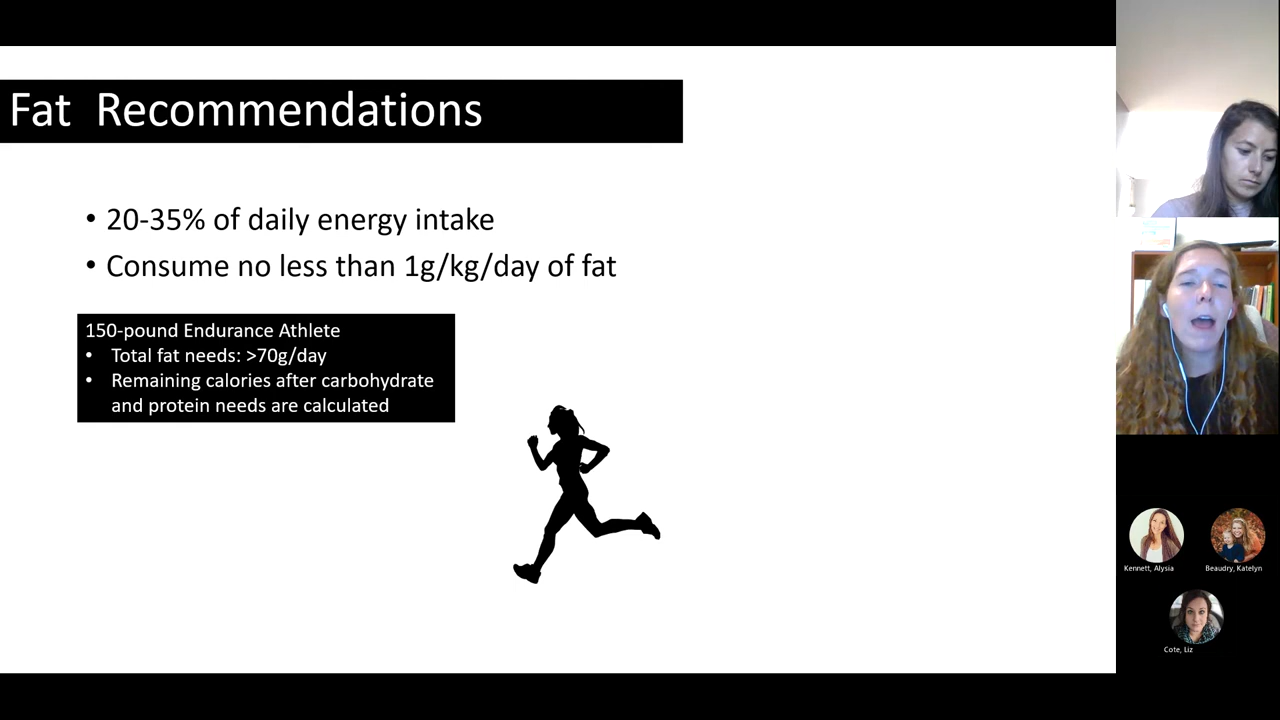 Fat Recommendations
• 20-35% of daily energy intake
• Consume no less than 1g/kg/day of fat
150-pound Endurance Athlete
• Total fat needs: >70g/day
• Remaining calories after carbohydrate
and protein needs are calculated
Kennett, Alysia
Beaudry, Katelyn
Cote, Liz